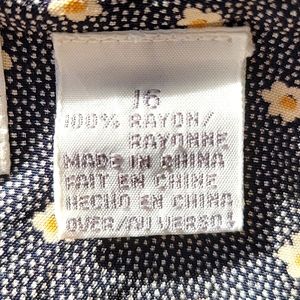 16
100% RAYON/
RAYONNE
MADE IN CHINA
FAIT EN CHINE
HECHO EN CHINA
OVER/AU VERSO!